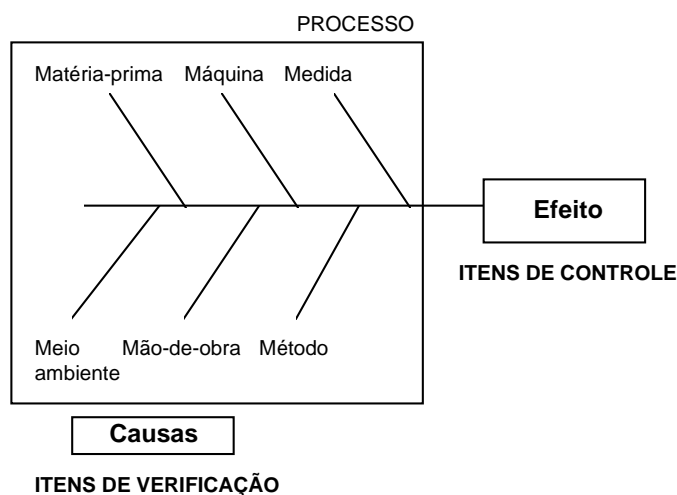 PROCESSO
Matéria-prima Máquina Medida
Efeito
ITENS DE CONTROLE
Meio ambiente
Mão-de-obra Método
Causas
ITENS DE VERIFICAÇÃO